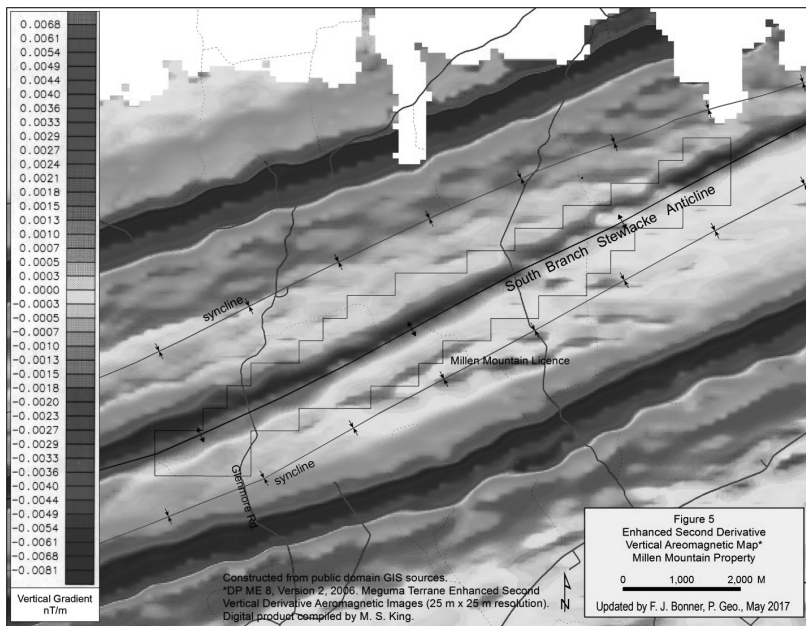 0.0068
0.0061
0.0054
0.0049
0.0044
0.0040
0.0036
0.0033
0.0029
0.0027
0.0024
0.0021
0.0018
0.0015
0.0013
0.0010
0.0007
0.0005
0.0003
0.0000
-0.0003
-0.0005
-0.0007
-0.0010
-0.0013
-0.0015
-0.0018
-0.0020
-0.0022
-0.0025
-0.0027
-0.0029
-0.0033
-0.0036
-0.0040
-0.0044
-0.0049
-0.0054
-0.0061
-0.0068
-0.0081
Vertical Gradient
nT/m
South Branch Stewiacke Anticline
syncline
Millen Mountain Licence
syncline
Glenmore Rd.
Constructed from public domain GIS sources.
*DP ME 8, Version 2, 2006. Meguma Terrane Enhanced Second
Vertical Derivative Aeromagnetic Images (25 m x 25 m resolution).
Digital product compiled by M. S. King.
N
Figure 5
Enhanced Second Derivative
Vertical Areomagnetic Map*
Millen Mountain Property
0 1,000 2,000 M
Updated by F. J. Bonner, P. Geo., May 2017